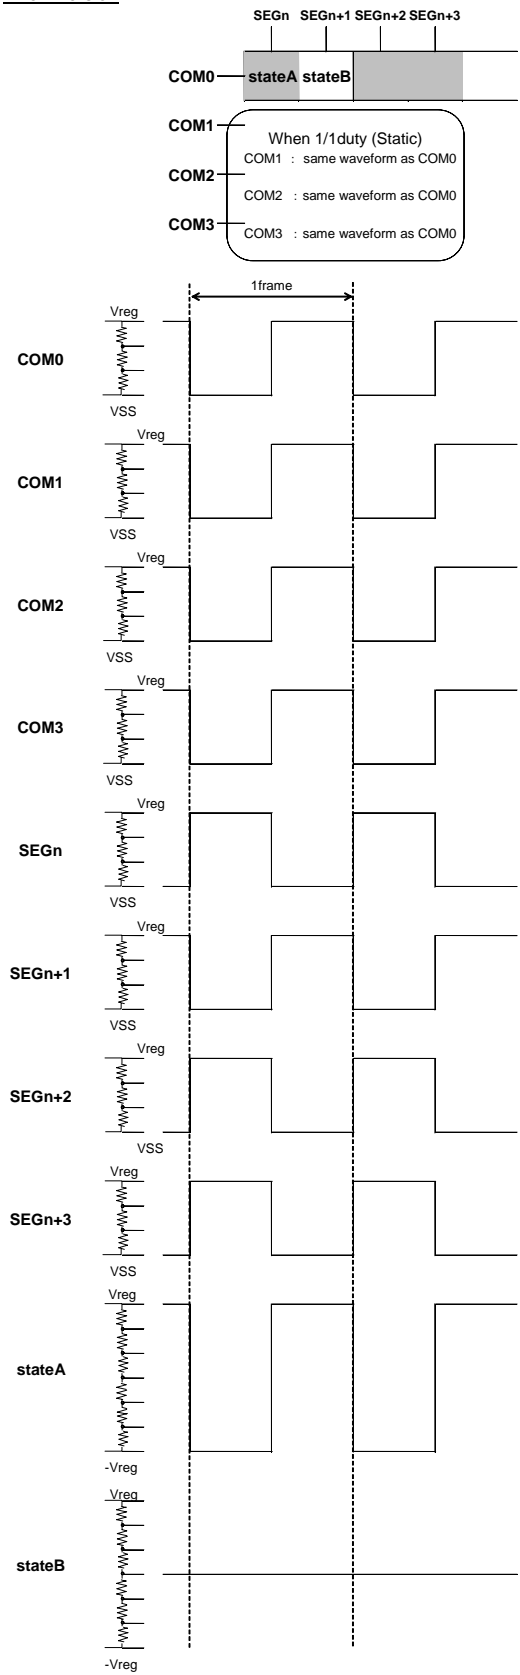 SEGn SEGn+1 SEGn+2 SEGn+3
COM0 stateA stateB
COM1
When 1/1duty (Static)
COM1 : same waveform as COM0
COM2
COM2 : same waveform as COM0
COM3
COM3 : same waveform as COM0
1frame
Vreg
COM0
VSS
Vreg
COM1
VSS
Vreg
COM2
VSS
Vreg
COM3
VSS
Vreg
SEGn
VSS
Vreg
SEGn+1
VSS
Vreg
SEGn+2
VSS
Vreg
SEGn+3
VSS
Vreg
stateA
-Vreg
Vreg
stateB
-Vreg